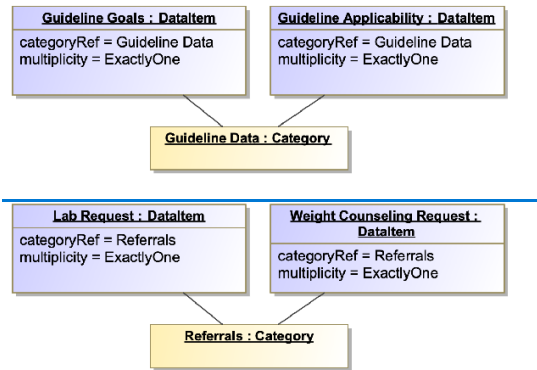 Guideline Goals : DataItem
categoryRef = Guideline Data
multiplicity = ExactlyOne
Guideline Applicability : DataItem
categoryRef = Guideline Data
multiplicity = ExactlyOne
Guideline Data : Category
Lab Request : DataItem
categoryRef = Referrals
multiplicity = ExactlyOne
Weight Counseling Request :
DataItem
categoryRef = Referrals
multiplicity = ExactlyOne
Referrals : Category